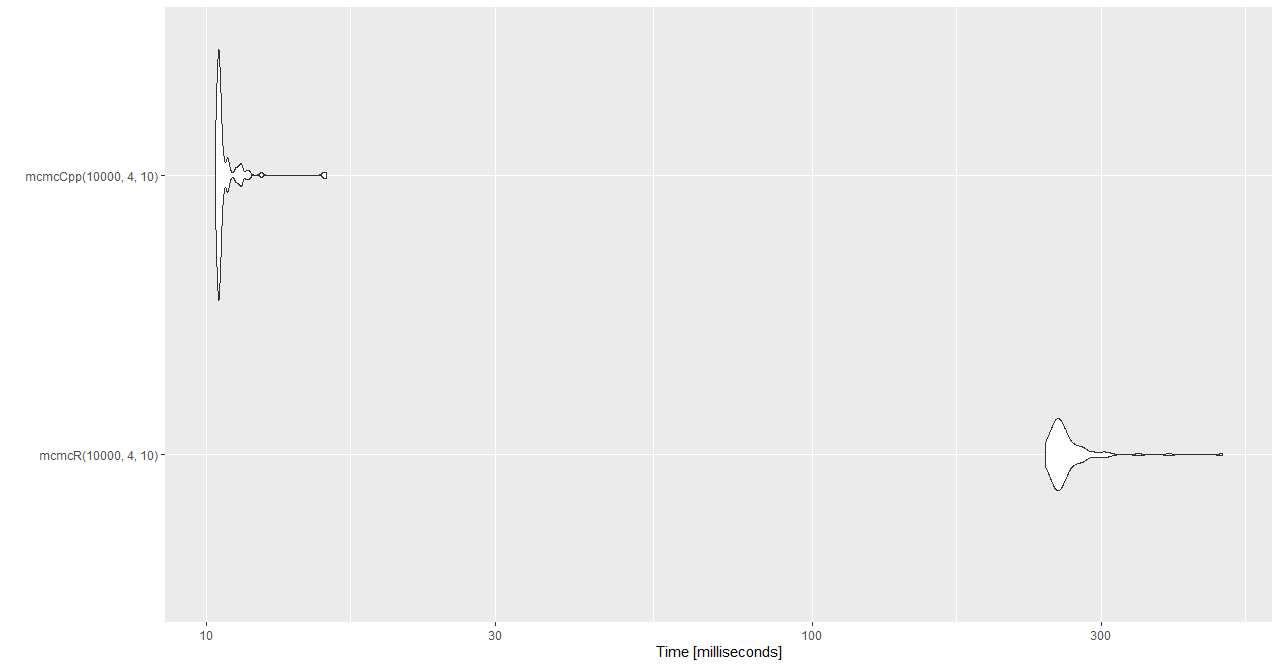 mcmcCpp(10000, 4, 10)
mcmcR(10000, 4, 10)
10 30 100 300
Time [milliseconds]